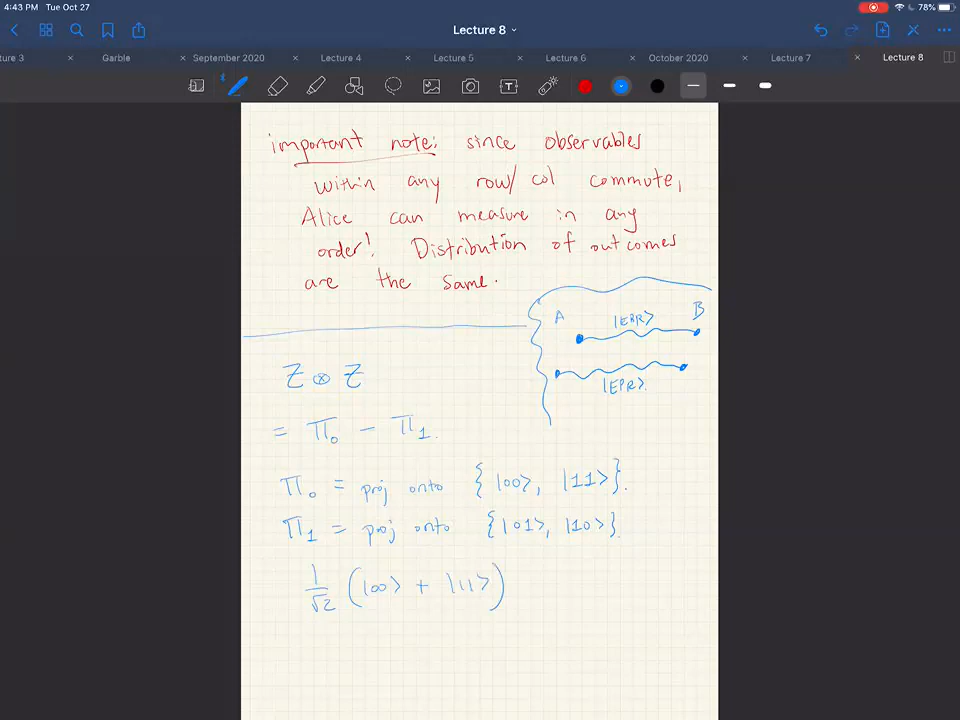 4:43 PM Tue Oct 27
78%
Lecture 8
ture 3
Garble
September 2020
Lecture 4
Lecture 5
Lecture 6
October 2020
Lecture 7
Lecture 8
important note: since observables
within any row/col commute,
Alice can measure in any
order! Distribution of outcomes
are the same.
A |EPR> B
|EPR>.
Z ⊗ Z
= Π₀ − Π₁.
Π₀ = proj onto {|00>, |11>}.
Π₁ = proj onto {|01>, |10>}.
1/√2 (|00> + |11>)